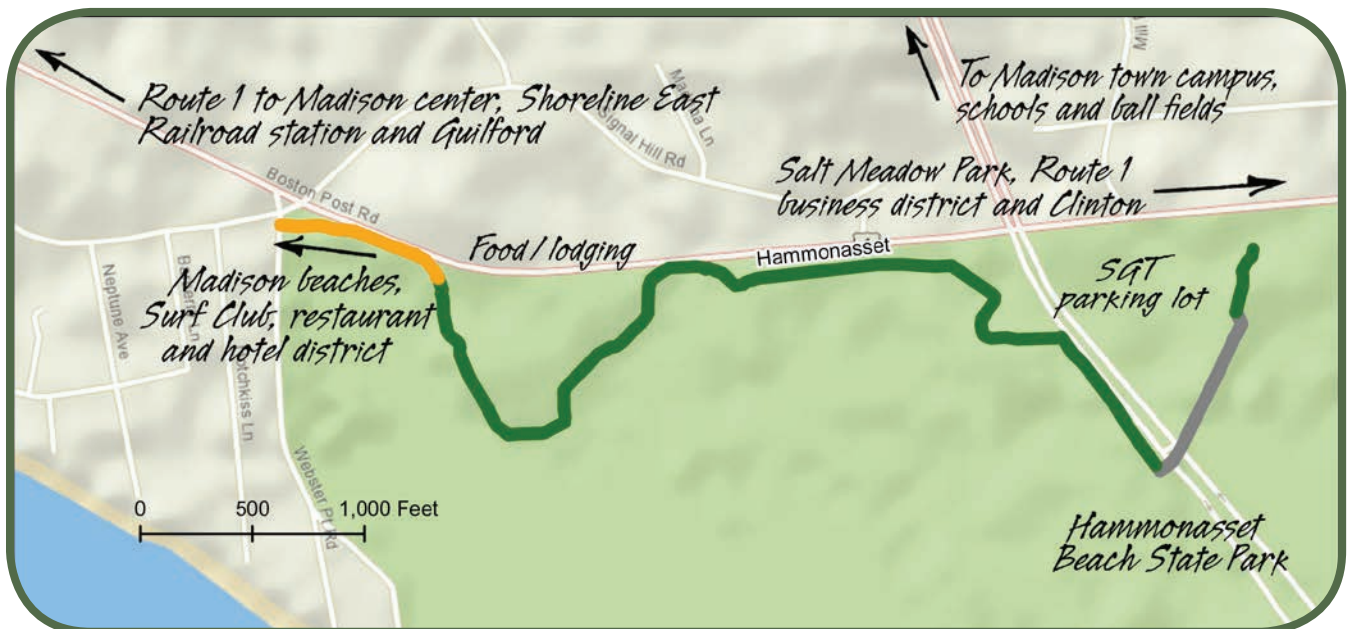 Route 1 to Madison center, Shoreline East
Railroad station and Guilford
To Madison town campus,
schools and ball fields
Mill
Signal Hill Rd
Salt Meadow Park, Route 1
business district and Clinton
Boston Post Rd
Food / lodging
Hammonasset
Madison beaches,
Surf Club, restaurant
and hotel district
SGT
parking lot
Neptune Ave
otchkiss Ln
Webster Pt Rd
0 500 1,000 Feet
Hammonasset
Beach State Park